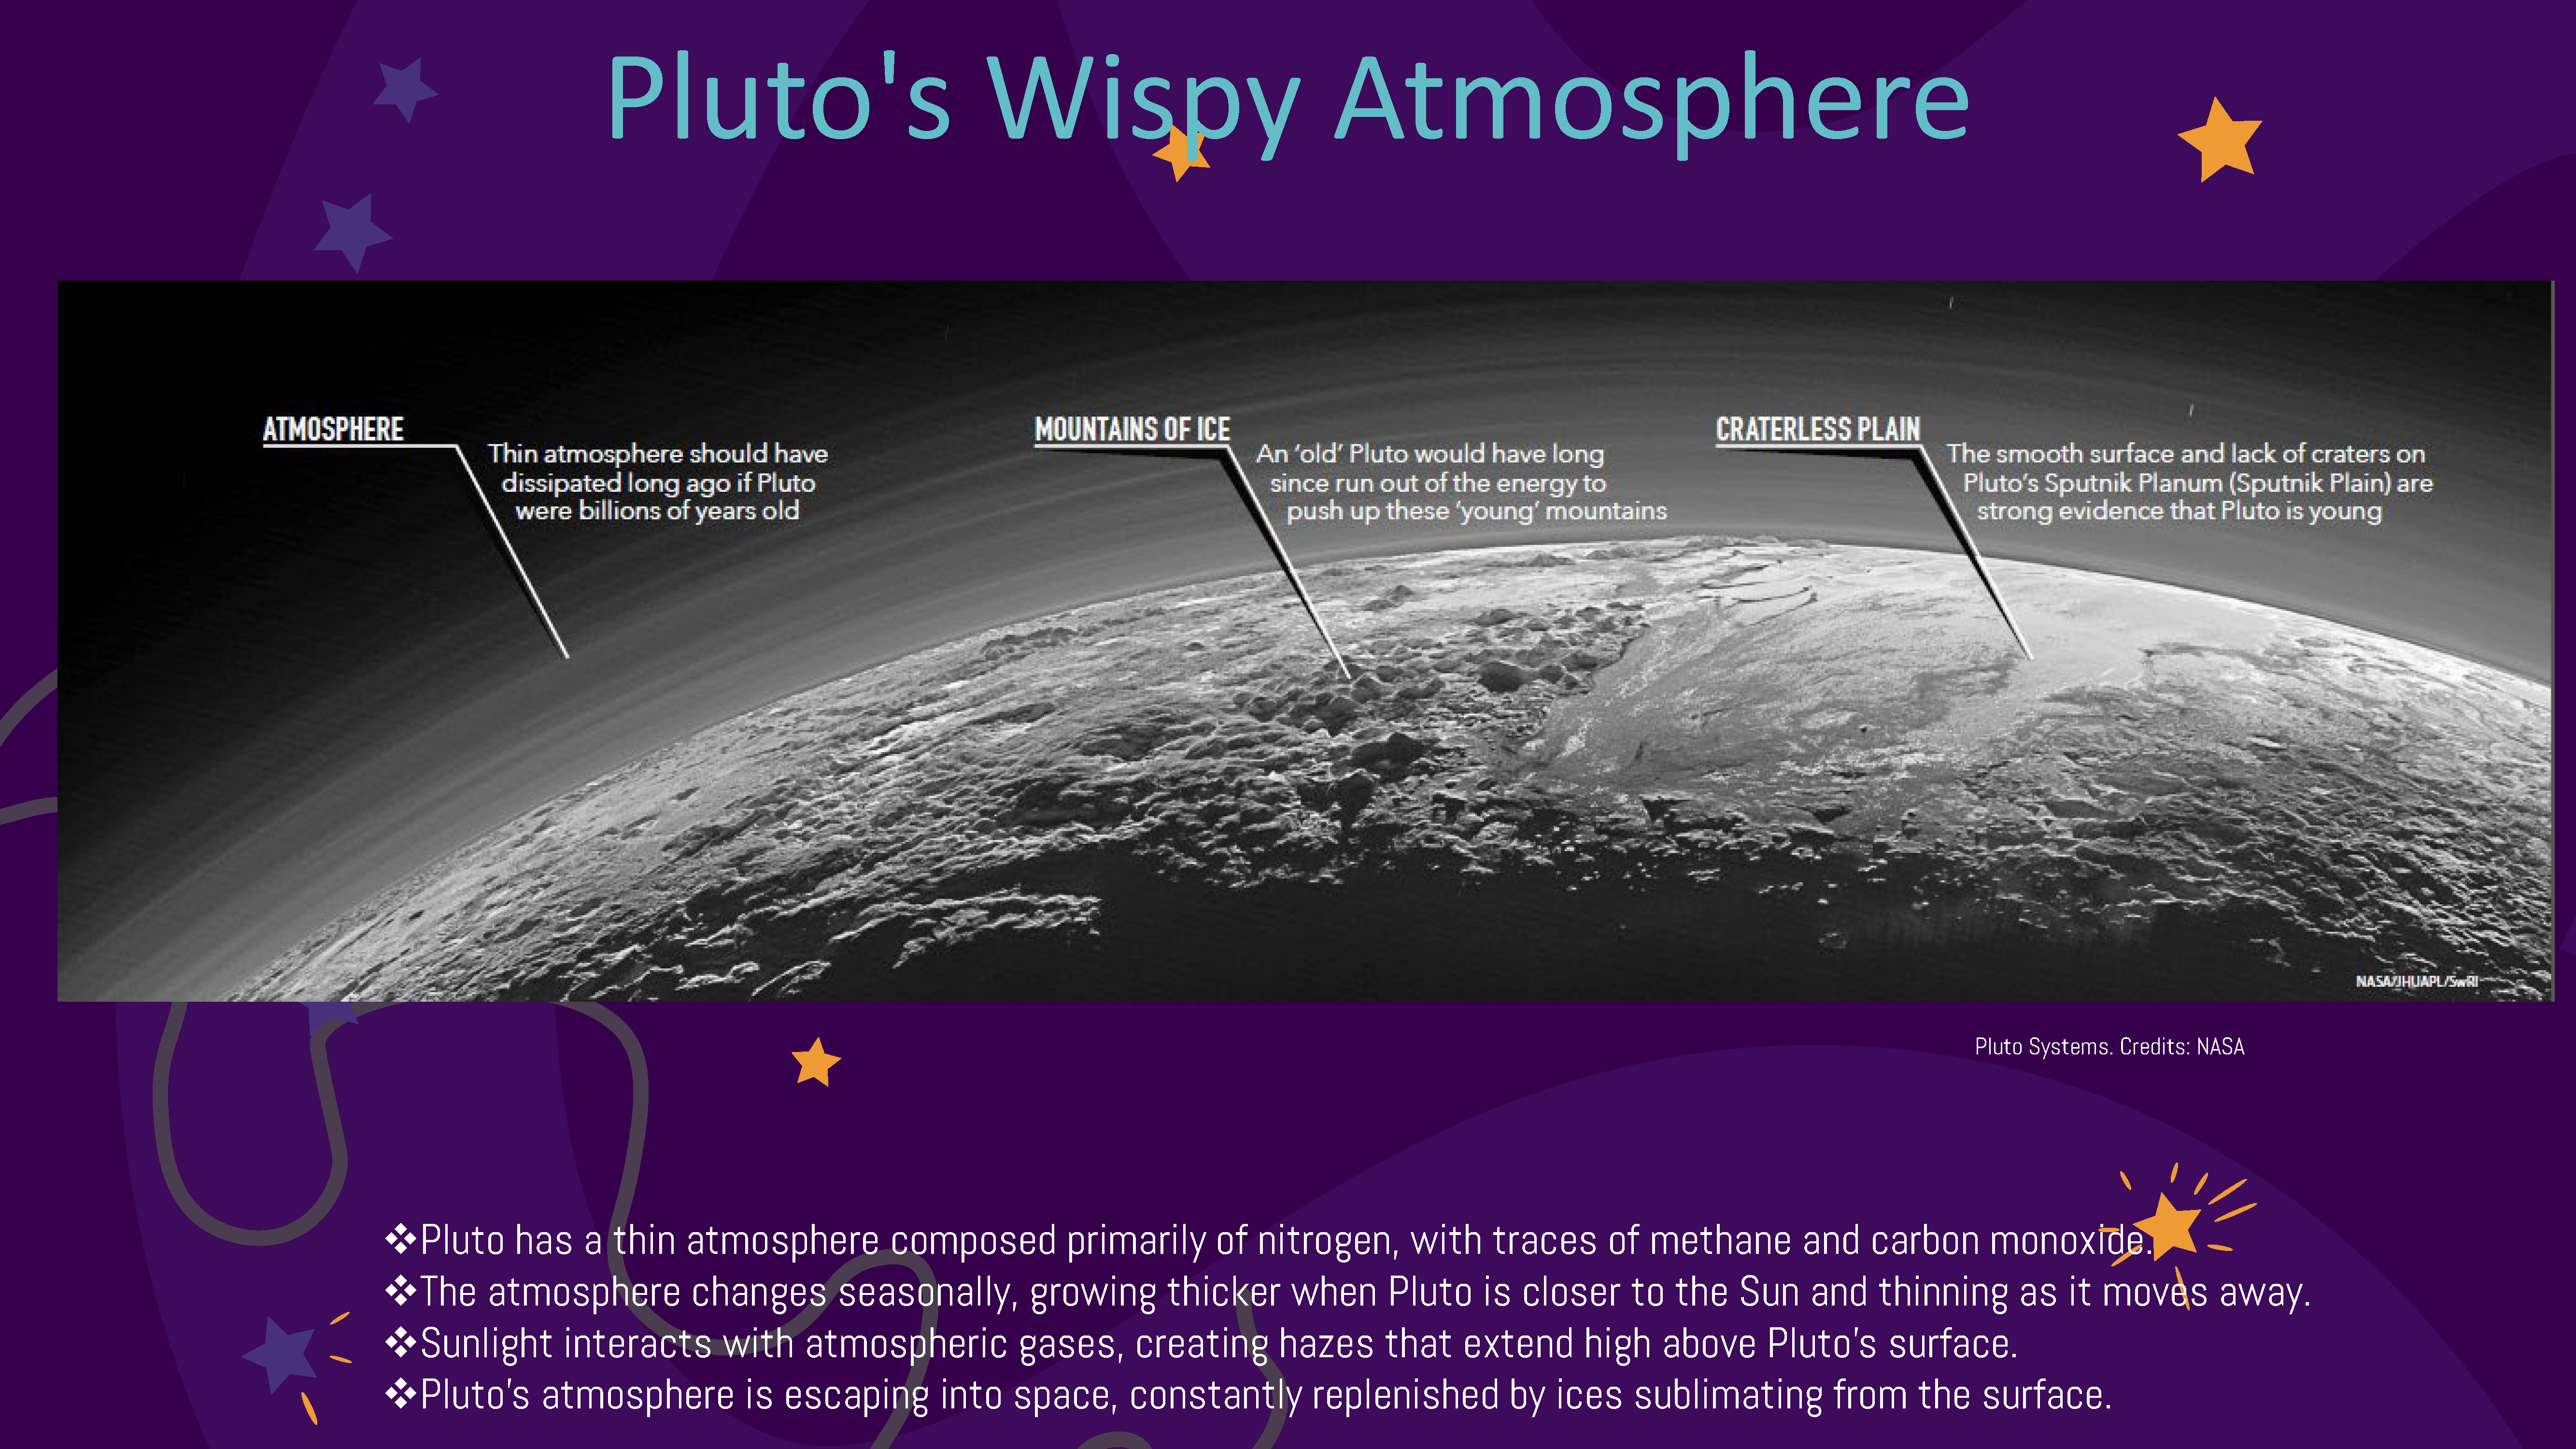 Pluto's Wispy Atmosphere
ATMOSPHERE
Thin atmosphere should have
dissipated long ago if Pluto
were billions of years old
MOUNTAINS OF ICE
An ‘old’ Pluto would have long
since run out of the energy to
push up these ‘young’ mountains
CRATERLESS PLAIN
The smooth surface and lack of craters on
Pluto’s Sputnik Planum (Sputnik Plain) are
strong evidence that Pluto is young
NASA/JHUAPL/SwRI
Pluto Systems. Credits: NASA
❖Pluto has a thin atmosphere composed primarily of nitrogen, with traces of methane and carbon monoxide.
❖The atmosphere changes seasonally, growing thicker when Pluto is closer to the Sun and thinning as it moves away.
❖Sunlight interacts with atmospheric gases, creating hazes that extend high above Pluto’s surface.
❖Pluto’s atmosphere is escaping into space, constantly replenished by ices sublimating from the surface.